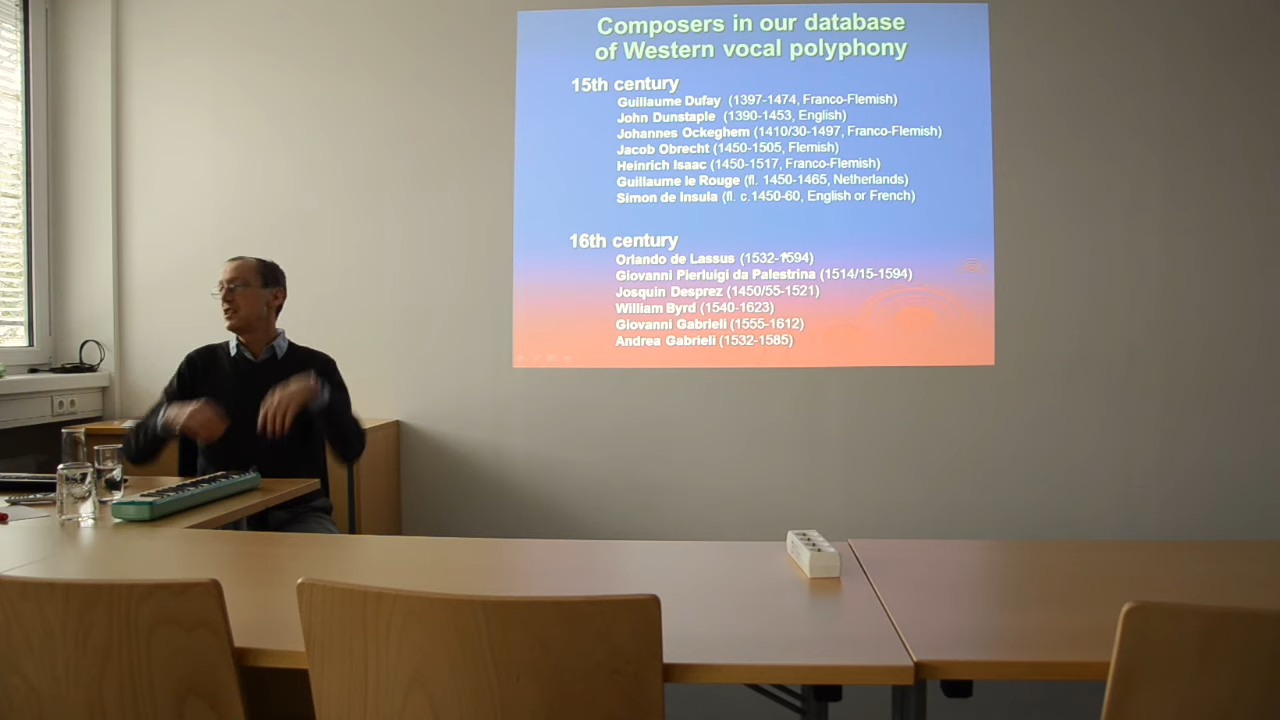 Composers in our database
of Western vocal polyphony
15th century
Guillaume Dufay (1397-1474, Franco-Flemish)
John Dunstaple (1390-1453, English)
Johannes Ockeghem (1410/30-1497, Franco-Flemish)
Jacob Obrecht (1450-1505, Flemish)
Heinrich Isaac (1450-1517, Franco-Flemish)
Guillaume le Rouge (fl. 1450-1465, Netherlands)
Simon de Insula (fl. c.1450-60, English or French)
16th century
Orlando de Lassus (1532-1594)
Giovanni Pierluigi da Palestrina (1514/15-1594)
Josquin Desprez (1450/55-1521)
William Byrd (1540-1623)
Giovanni Gabrieli (1555-1612)
Andrea Gabrieli (1532-1585)